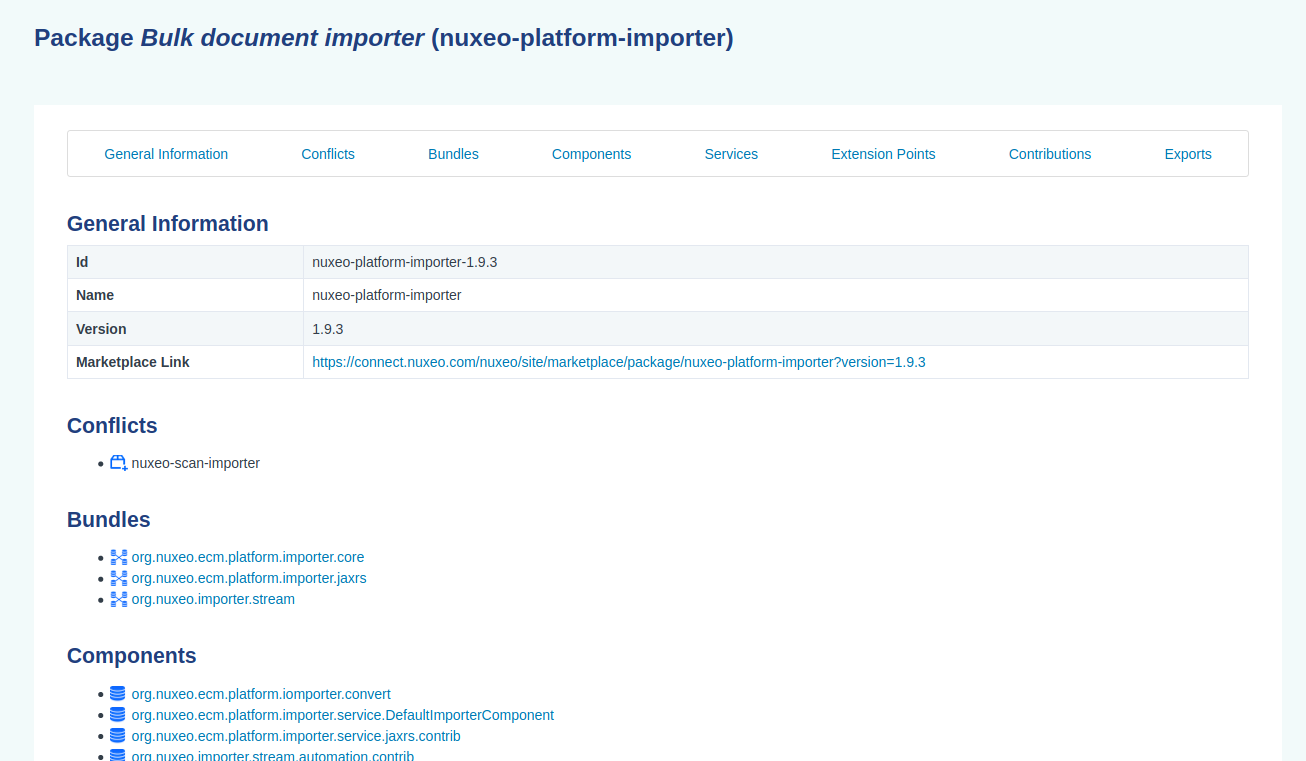 Package Bulk document importer (nuxeo-platform-importer)
General Information Conflicts Bundles Components Services Extension Points Contributions Exports
General Information
Id nuxeo-platform-importer-1.9.3
Name nuxeo-platform-importer
Version 1.9.3
Marketplace Link https://connect.nuxeo.com/nuxeo/site/marketplace/package/nuxeo-platform-importer?version=1.9.3
Conflicts
nuxeo-scan-importer
Bundles
org.nuxeo.ecm.platform.importer.core
org.nuxeo.ecm.platform.importer.jaxrs
org.nuxeo.importer.stream
Components
org.nuxeo.ecm.platform.iomporter.convert
org.nuxeo.ecm.platform.importer.service.DefaultImporterComponent
org.nuxeo.ecm.platform.importer.service.jaxrs.contrib
org.nuxeo.importer.stream.automation.contrib